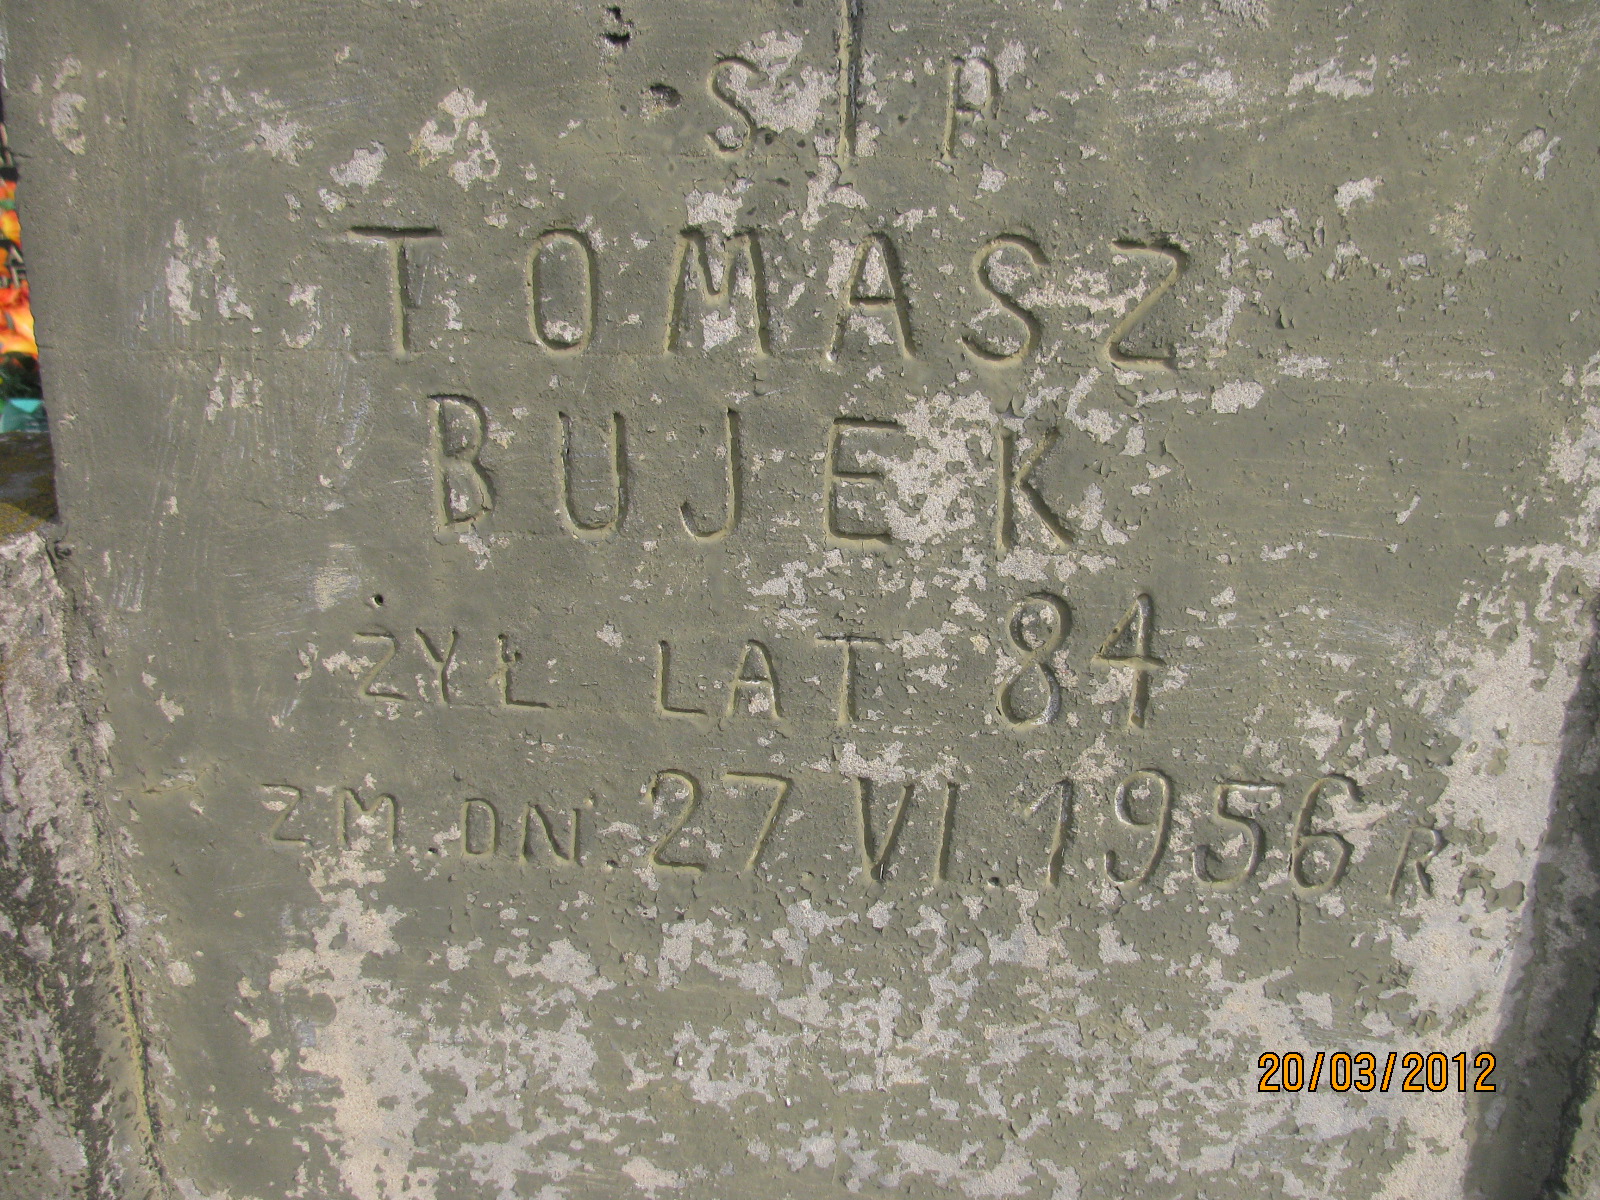 S P
TOMASZ
BUJEK
ŻYŁ LAT 84
ZM. DN. 27 VI. 1956 R
20/03/2012